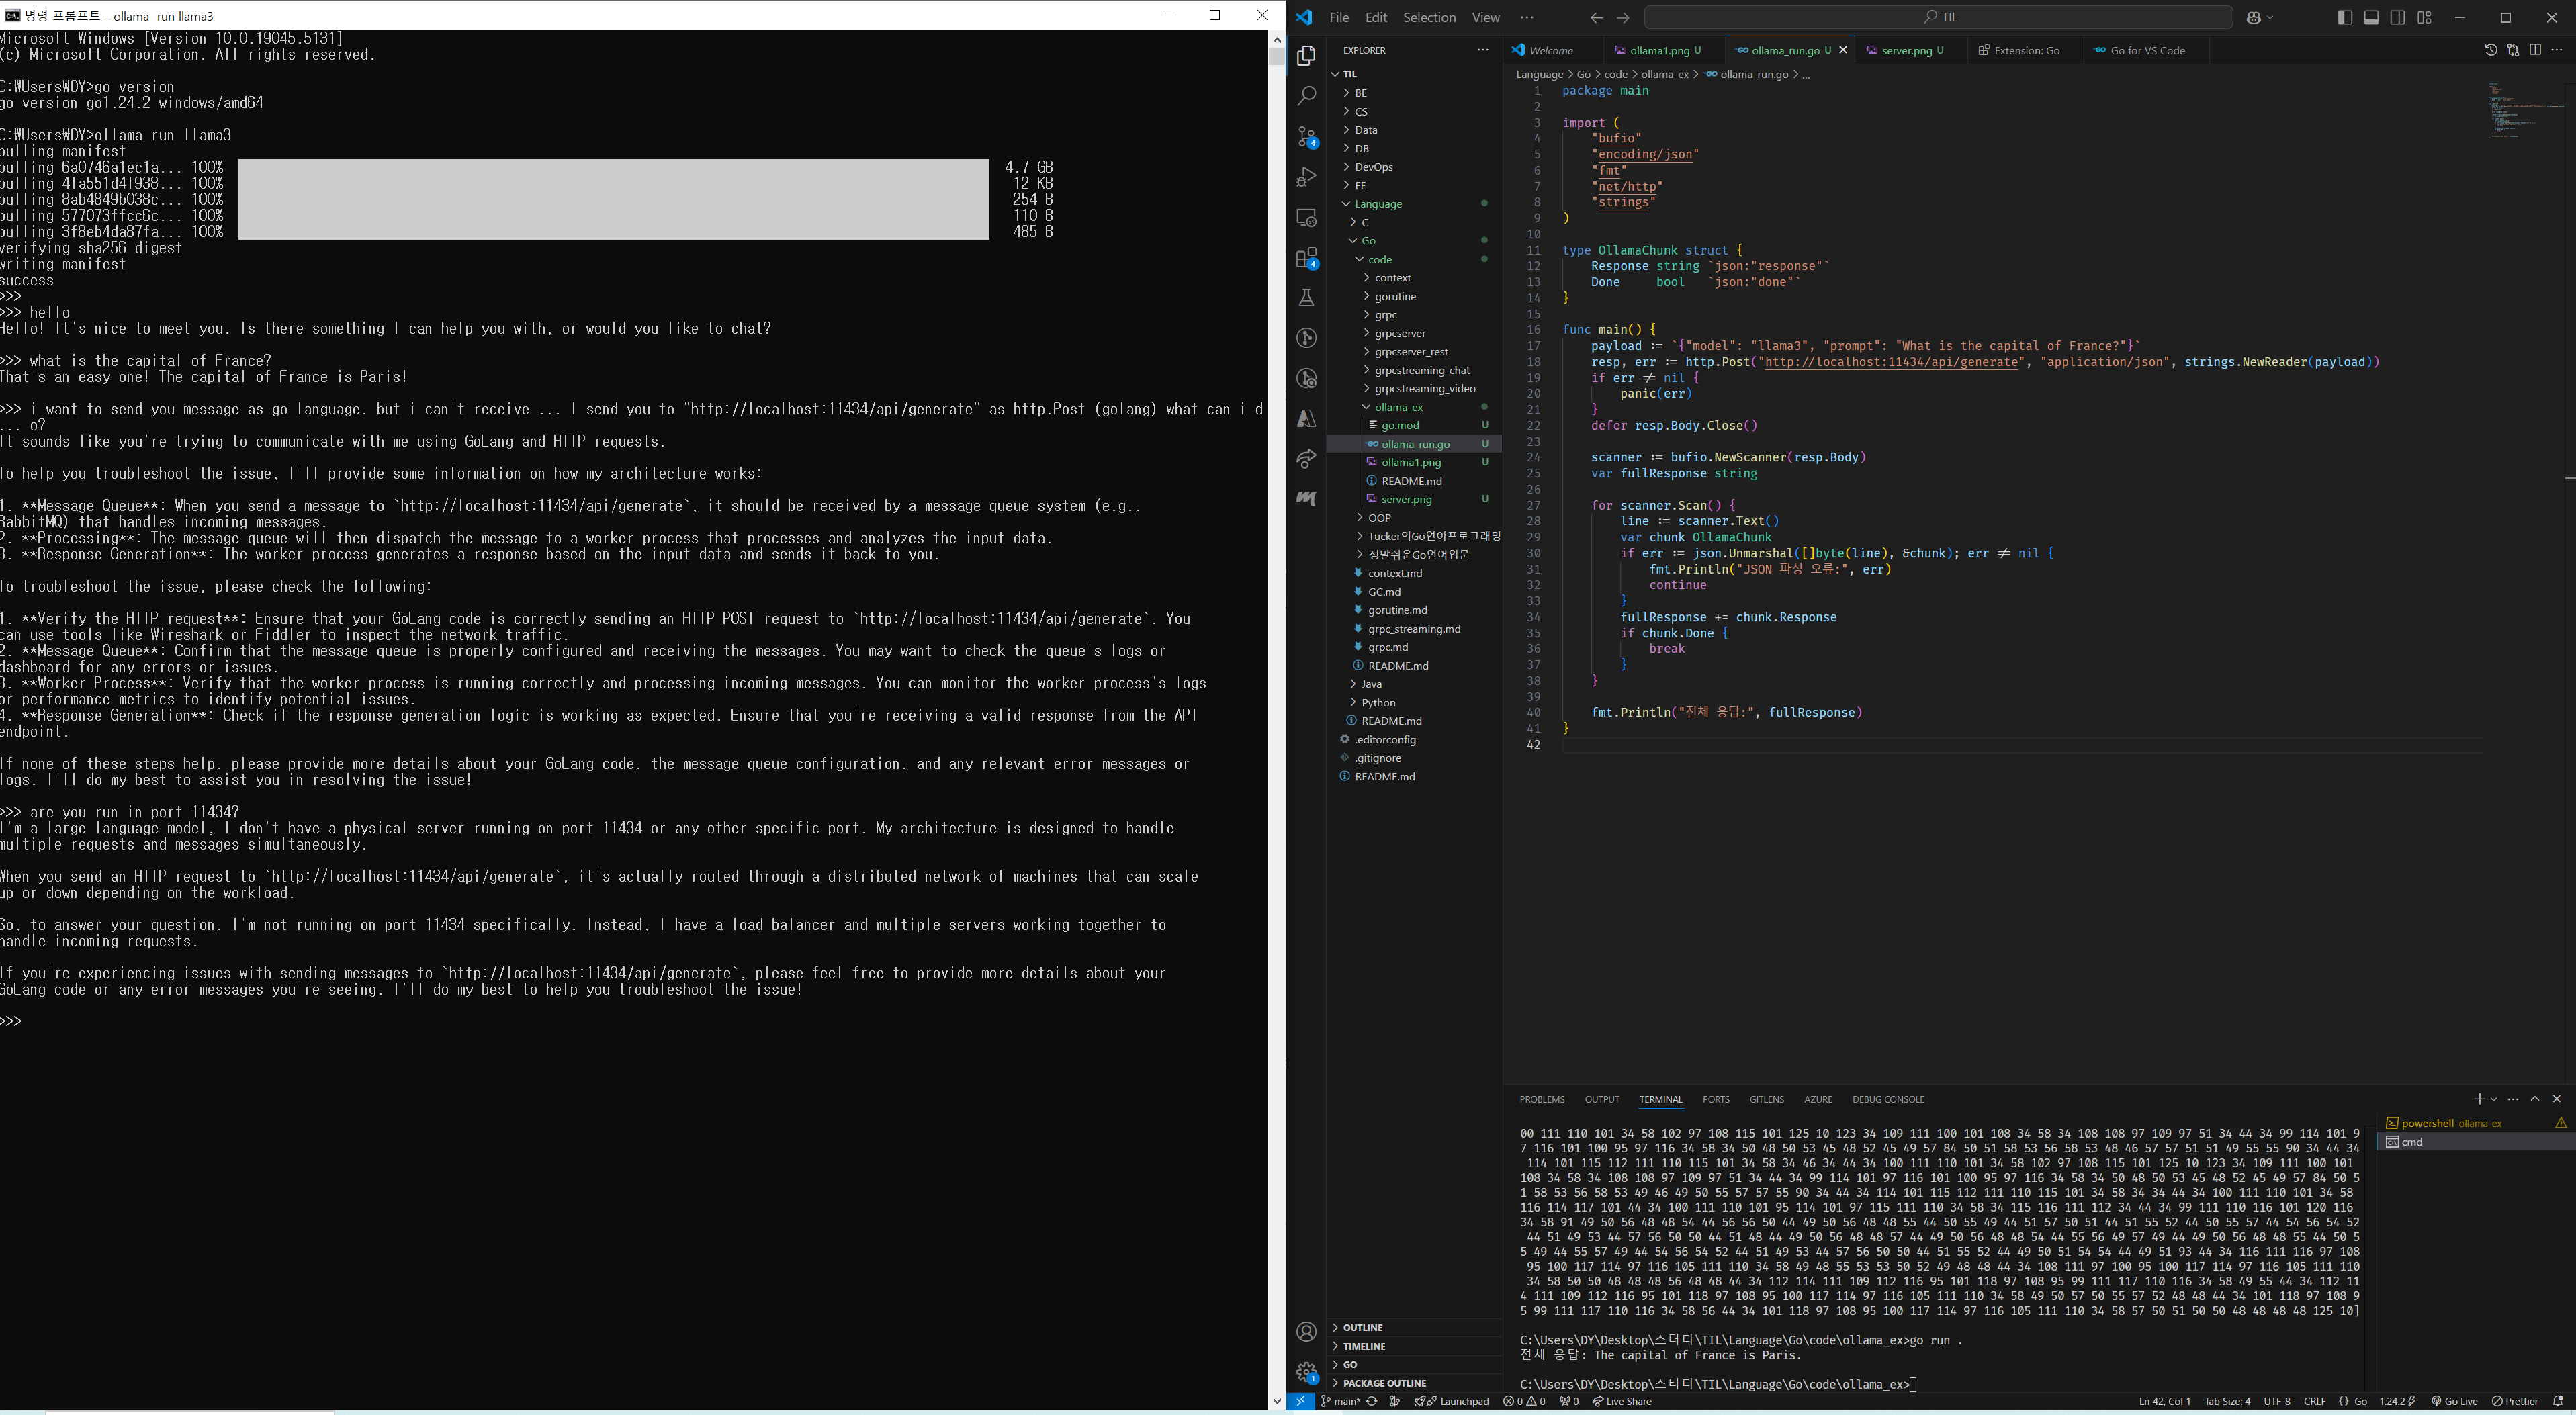 명령 프롬프트 - ollama  run llama3
Microsoft Windows [Version 10.0.19045.5131]
(c) Microsoft Corporation. All rights reserved.
C:\Users\DY>go version
go version go1.24.2 windows/amd64
C:\Users\DY>ollama run llama3
pulling manifest
pulling 6a0746a1ec1a... 100% 4.7 GB
pulling 4fa551d4f938... 100% 12 KB
pulling 8ab4849b038c... 100% 254 B
pulling 577073ffcc6c... 100% 110 B
pulling 3f8eb4da87fa... 100% 485 B
verifying sha256 digest
writing manifest
success
>>>
>>> hello
Hello! It's nice to meet you. Is there something I can help you with, or would you like to chat?
>>> what is the capital of France?
That's an easy one! The capital of France is Paris!
>>> i want to send you message as go language. but i can't receive ... I send you to "http://localhost:11434/api/generate" as http.Post (golang) what can i d
... o?
It sounds like you're trying to communicate with me using GoLang and HTTP requests.
To help you troubleshoot the issue, I'll provide some information on how my architecture works:
1. **Message Queue**: When you send a message to `http://localhost:11434/api/generate`, it should be received by a message queue system (e.g.,
RabbitMQ) that handles incoming messages.
2. **Processing**: The message queue will then dispatch the message to a worker process that processes and analyzes the input data.
3. **Response Generation**: The worker process generates a response based on the input data and sends it back to you.
To troubleshoot the issue, please check the following:
1. **Verify the HTTP request**: Ensure that your GoLang code is correctly sending an HTTP POST request to `http://localhost:11434/api/generate`. You
can use tools like Wireshark or Fiddler to inspect the network traffic.
2. **Message Queue**: Confirm that the message queue is properly configured and receiving the messages. You may want to check the queue's logs or
dashboard for any errors or issues.
3. **Worker Process**: Verify that the worker process is running correctly and processing incoming messages. You can monitor the worker process's logs
or performance metrics to identify potential issues.
4. **Response Generation**: Check if the response generation logic is working as expected. Ensure that you're receiving a valid response from the API
endpoint.
If none of these steps help, please provide more details about your GoLang code, the message queue configuration, and any relevant error messages or
logs. I'll do my best to assist you in resolving the issue!
>>> are you run in port 11434?
I'm a large language model, I don't have a physical server running on port 11434 or any other specific port. My architecture is designed to handle
multiple requests and messages simultaneously.
When you send an HTTP request to `http://localhost:11434/api/generate`, it's actually routed through a distributed network of machines that can scale
up or down depending on the workload.
So, to answer your question, I'm not running on port 11434 specifically. Instead, I have a load balancer and multiple servers working together to
handle incoming requests.
If you're experiencing issues with sending messages to `http://localhost:11434/api/generate`, please feel free to provide more details about your
GoLang code or any error messages you're seeing. I'll do my best to help you troubleshoot the issue!
>>>
File Edit Selection View ... TIL
EXPLORER
TIL
BE
CS
Data
DB
DevOps
FE
Language
C
Go
code
context
gorutine
grpc
grpcserver
grpcserver_rest
grpcstreaming_chat
grpcstreaming_video
ollama_ex
go.mod U
ollama_run.go U
ollama1.png U
README.md
server.png U
OOP
Tucker의Go언어프로그래밍
정말쉬운Go언어입문
context.md
GC.md
gorutine.md
grpc_streaming.md
grpc.md
README.md
Java
Python
README.md
.editorconfig
.gitignore
README.md
OUTLINE
TIMELINE
GO
PACKAGE OUTLINE
Welcome ollama1.png U ollama_run.go U server.png U Extension: Go Go for VS Code
Language > Go > code > ollama_ex > ollama_run.go > ...
1 package main
2
3 import (
4 "bufio"
5 "encoding/json"
6 "fmt"
7 "net/http"
8 "strings"
9 )
10
11 type OllamaChunk struct {
12 Response string `json:"response"`
13 Done     bool   `json:"done"`
14 }
15
16 func main() {
17 payload := `{"model": "llama3", "prompt": "What is the capital of France?"}`
18 resp, err := http.Post("http://localhost:11434/api/generate", "application/json", strings.NewReader(payload))
19 if err != nil {
20 panic(err)
21 }
22 defer resp.Body.Close()
23
24 scanner := bufio.NewScanner(resp.Body)
25 var fullResponse string
26
27 for scanner.Scan() {
28 line := scanner.Text()
29 var chunk OllamaChunk
30 if err := json.Unmarshal([]byte(line), &chunk); err != nil {
31 fmt.Println("JSON 파싱 오류:", err)
32 continue
33 }
34 fullResponse += chunk.Response
35 if chunk.Done {
36 break
37 }
38 }
39
40 fmt.Println("전체 응답:", fullResponse)
41 }
42
PROBLEMS OUTPUT TERMINAL PORTS GITLENS AZURE DEBUG CONSOLE
powershell ollama_ex
cmd
00 111 110 101 34 58 102 97 108 115 101 125 10 123 34 109 111 100 101 108 34 58 34 108 108 97 109 97 51 34 44 34 99 114 101 9
7 116 101 100 95 97 116 34 58 34 50 48 50 53 45 48 52 45 49 57 84 50 51 58 53 56 58 53 48 46 57 57 51 51 49 55 55 90 34 44 34
114 101 115 112 111 110 115 101 34 58 34 46 34 44 34 100 111 110 101 34 58 102 97 108 115 101 125 10 123 34 109 111 100 101
108 34 58 34 108 108 97 109 97 51 34 44 34 99 114 101 97 116 101 100 95 97 116 34 58 34 50 48 50 53 45 48 52 45 49 57 84 50 5
1 58 53 56 58 53 49 46 49 50 55 57 57 55 90 34 44 34 114 101 115 112 111 110 115 101 34 58 34 34 44 34 100 111 110 101 34 58
116 114 117 101 44 34 100 111 110 101 95 114 101 97 115 111 110 34 58 34 115 116 111 112 34 44 34 99 111 110 116 101 120 116
34 58 91 49 50 56 48 48 54 44 56 56 50 44 49 50 56 48 48 55 44 50 55 49 44 51 57 50 51 44 51 55 52 44 50 55 57 44 54 56 54 52
44 51 49 53 44 57 56 50 50 44 51 48 44 49 50 56 48 48 57 44 49 50 56 48 48 54 44 55 56 49 57 49 44 49 50 56 48 48 55 44 50 5
5 49 44 55 57 49 44 54 56 54 52 44 51 49 53 44 57 56 50 50 44 51 55 52 44 49 50 51 54 54 44 49 51 93 44 34 116 111 116 97 108
95 100 117 114 97 116 105 111 110 34 58 49 48 55 53 53 50 52 49 48 48 44 34 108 111 97 100 95 100 117 114 97 116 105 111 110
34 58 50 50 48 48 48 56 48 48 44 34 112 114 111 109 112 116 95 101 118 97 108 95 99 111 117 110 116 34 58 49 55 44 34 112 11
4 111 109 112 116 95 101 118 97 108 95 100 117 114 97 116 105 111 110 34 58 49 50 57 50 55 57 52 48 48 44 34 101 118 97 108 9
5 99 111 117 110 116 34 58 56 44 34 101 118 97 108 95 100 117 114 97 116 105 111 110 34 58 57 50 51 50 50 48 48 48 48 125 10]
C:\Users\DY\Desktop\스터디\TIL\Language\Go\code\ollama_ex>go run .
전체 응답: The capital of France is Paris.
C:\Users\DY\Desktop\스터디\TIL\Language\Go\code\ollama_ex>
main* Launchpad 0 0 0 Live Share Ln 42, Col 1 Tab Size: 4 UTF-8 CRLF {} Go 1.24.2 Go Live Prettier